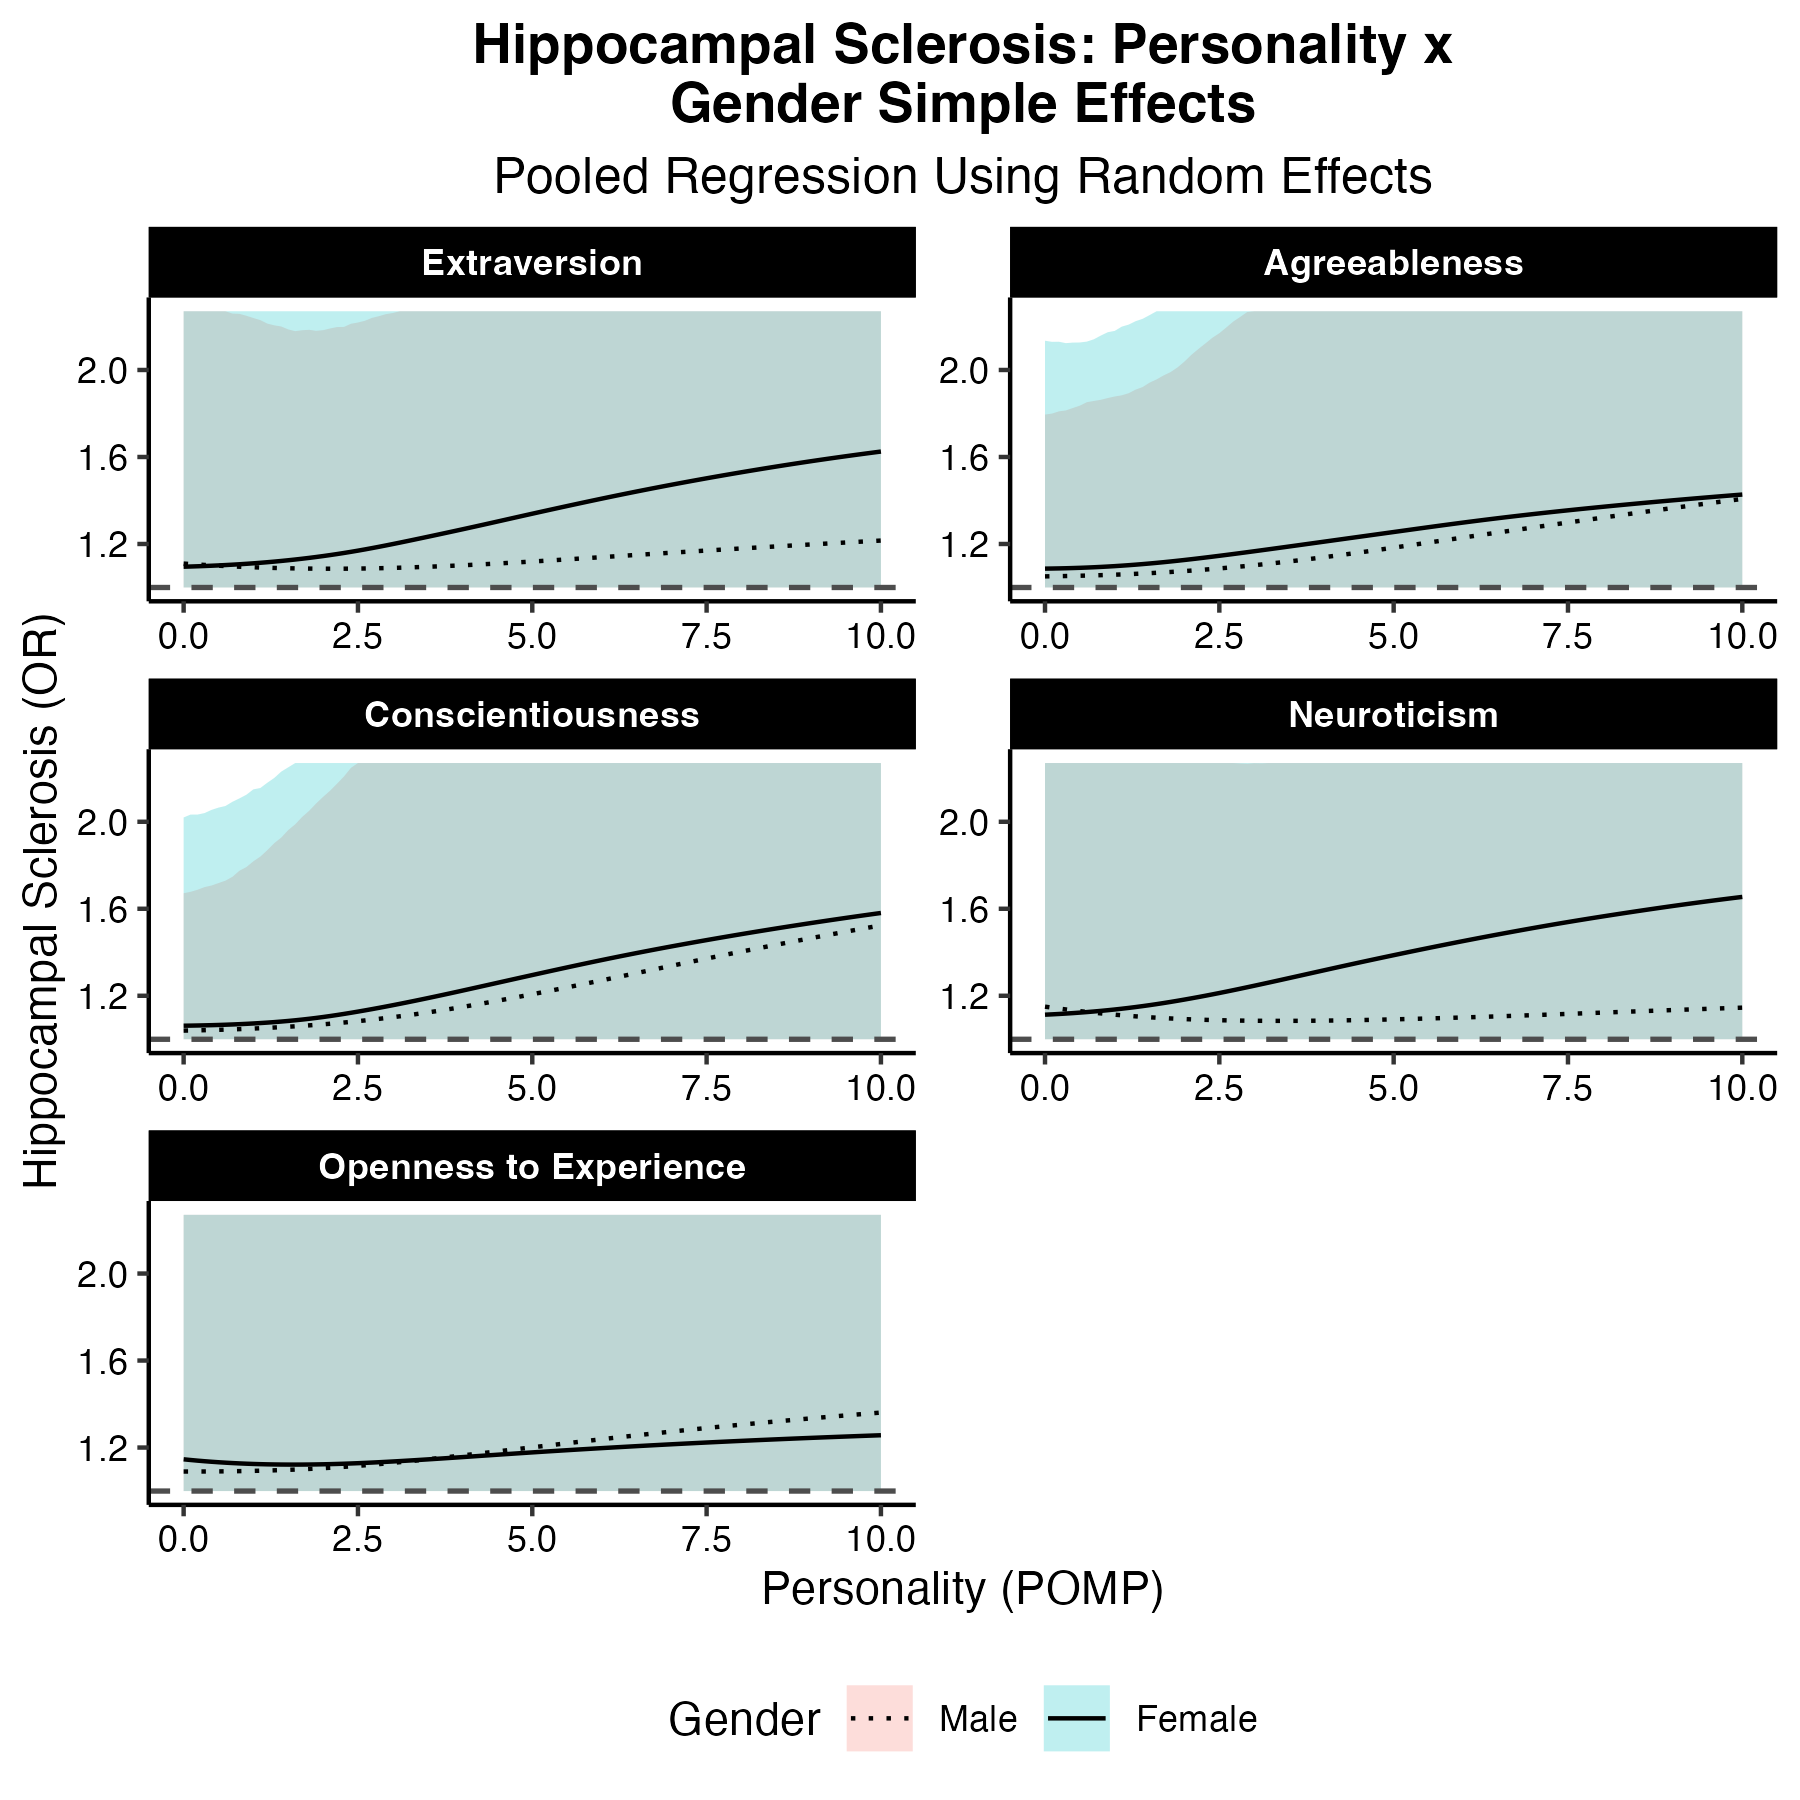 Hippocampal Sclerosis: Personality x
Gender Simple Effects
Pooled Regression Using Random Effects
Hippocampal Sclerosis (OR)
Extraversion
2.0
1.6
1.2
0.0 2.5 5.0 7.5 10.0
Agreeableness
2.0
1.6
1.2
0.0 2.5 5.0 7.5 10.0
Conscientiousness
2.0
1.6
1.2
0.0 2.5 5.0 7.5 10.0
Neuroticism
2.0
1.6
1.2
0.0 2.5 5.0 7.5 10.0
Openness to Experience
2.0
1.6
1.2
0.0 2.5 5.0 7.5 10.0
Personality (POMP)
Gender Male Female